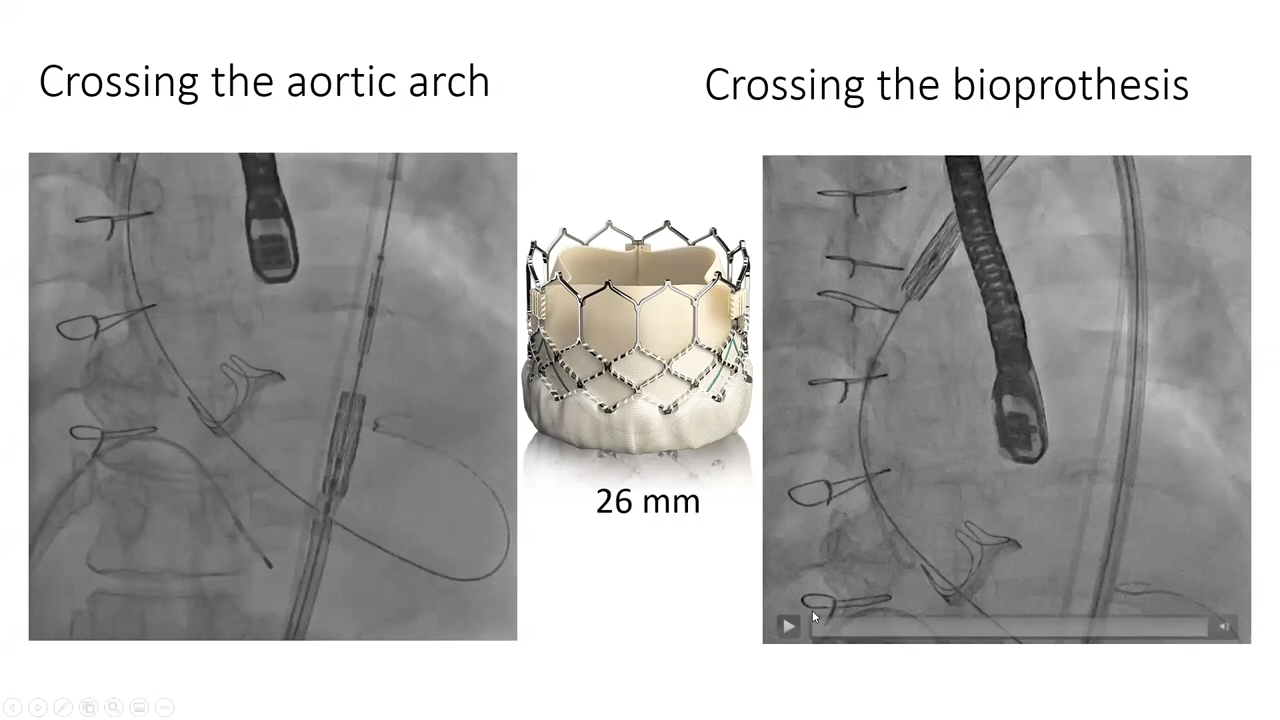 Crossing the aortic arch
Crossing the bioprothesis
26 mm